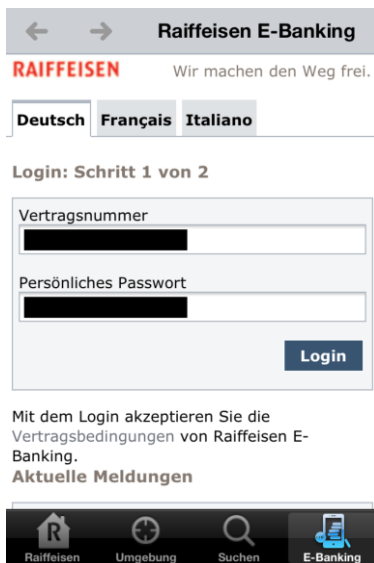 Raiffeisen E-Banking
RAIFFEISEN Wir machen den Weg frei.
Deutsch Français Italiano
Login: Schritt 1 von 2
Vertragsnummer
Persönliches Passwort
Login
Mit dem Login akzeptieren Sie die
Vertragsbedingungen von Raiffeisen E-
Banking.
Aktuelle Meldungen
Raiffeisen Umgebung Suchen E-Banking